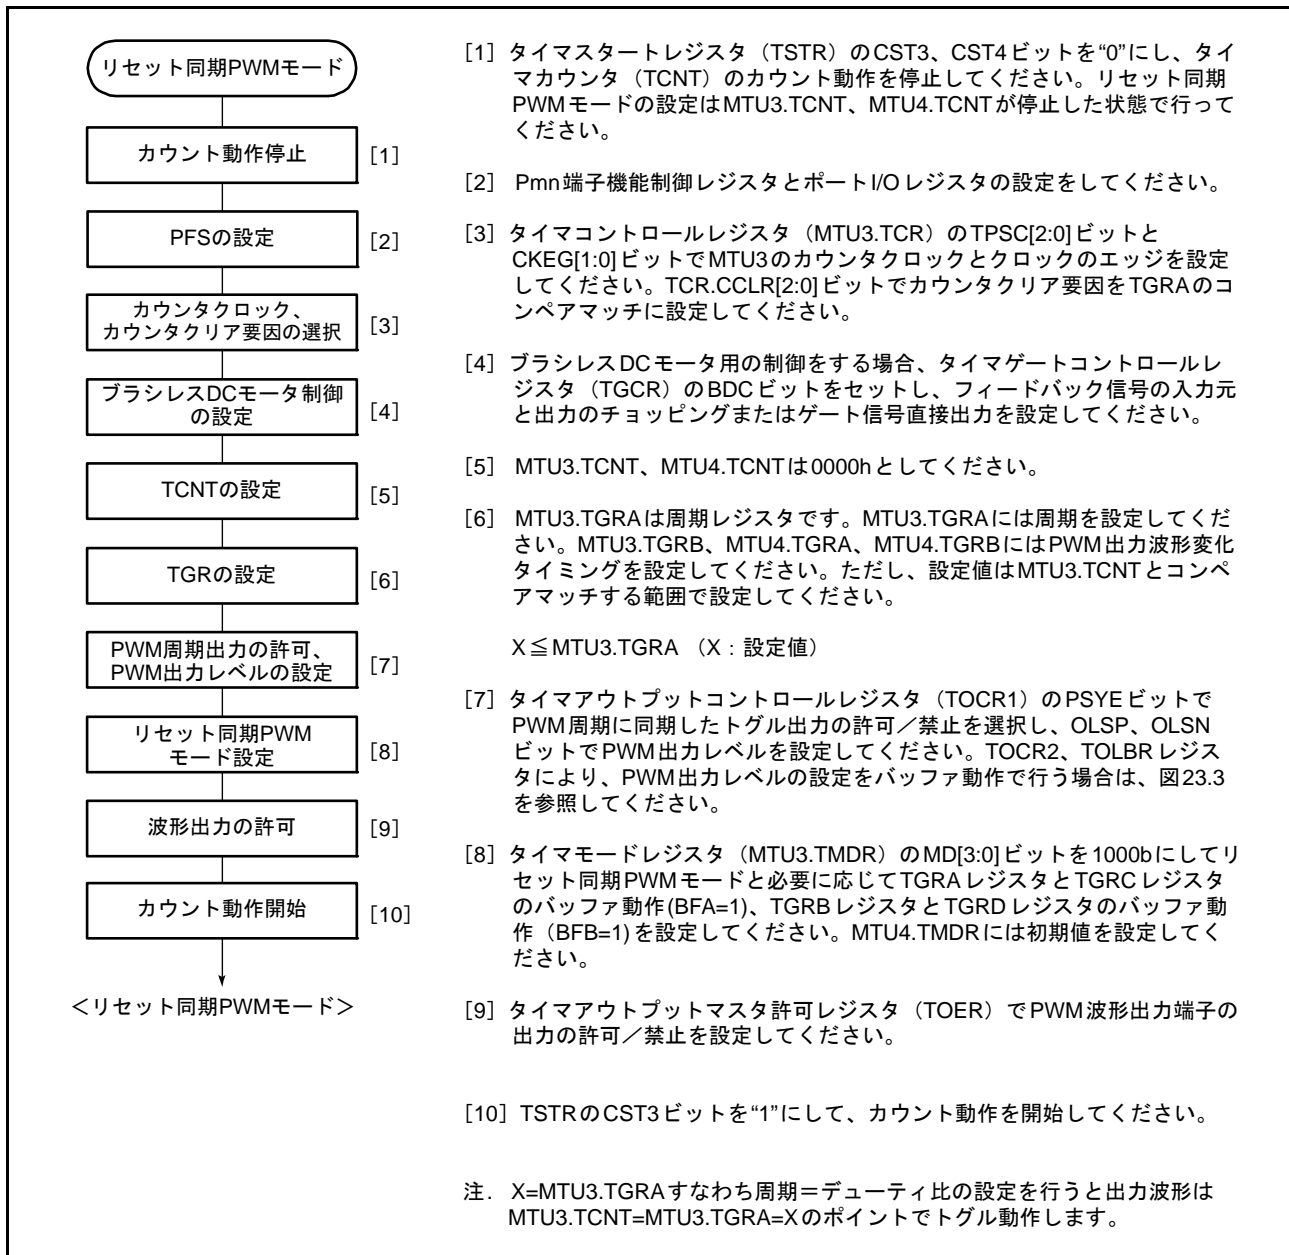 リセット同期PWMモード
カウント動作停止 [1]
PFSの設定 [2]
カウンタクロック、
カウンタクリア要因の選択 [3]
ブラシレスDCモータ制御
の設定 [4]
TCNTの設定 [5]
TGRの設定 [6]
PWM周期出力の許可、
PWM出力レベルの設定 [7]
リセット同期PWM
モード設定 [8]
波形出力の許可 [9]
カウント動作開始 [10]
<リセット同期PWMモード>
[1] タイマスタートレジスタ(TSTR)のCST3、CST4ビットを“0”にし、タイ
マカウンタ(TCNT)のカウント動作を停止してください。リセット同期
PWMモードの設定はMTU3.TCNT、MTU4.TCNTが停止した状態で行って
ください。
[2] Pmn端子機能制御レジスタとポートI/Oレジスタの設定をしてください。
[3] タイマコントロールレジスタ(MTU3.TCR)のTPSC[2:0]ビットと
CKEG[1:0]ビットでMTU3のカウンタクロックとクロックのエッジを設定
してください。TCR.CCLR[2:0]ビットでカウンタクリア要因をTGRAのコ
ンペアマッチに設定してください。
[4] ブラシレスDCモータ用の制御をする場合、タイマゲートコントロールレ
ジスタ(TGCR)のBDCビットをセットし、フィードバック信号の入力元
と出力のチョッピングまたはゲート信号直接出力を設定してください。
[5] MTU3.TCNT、MTU4.TCNTは0000hとしてください。
[6] MTU3.TGRAは周期レジスタです。MTU3.TGRAには周期を設定してくだ
さい。MTU3.TGRB、MTU4.TGRA、MTU4.TGRBにはPWM出力波形変化
タイミングを設定してください。ただし、設定値はMTU3.TCNTとコンペ
アマッチする範囲で設定してください。
X≦MTU3.TGRA (X:設定値)
[7] タイマアウトプットコントロールレジスタ(TOCR1)のPSYEビットで
PWM周期に同期したトグル出力の許可/禁止を選択し、OLSP、OLSN
ビットでPWM出力レベルを設定してください。TOCR2、TOLBRレジス
タにより、PWM出力レベルの設定をバッファ動作で行う場合は、図23.3
を参照してください。
[8] タイマモードレジスタ(MTU3.TMDR)のMD[3:0]ビットを1000bにしてリ
セット同期PWMモードと必要に応じてTGRAレジスタとTGRCレジスタ
のバッファ動作(BFA=1)、TGRBレジスタとTGRDレジスタのバッファ動
作(BFB=1)を設定してください。MTU4.TMDRには初期値を設定してく
ださい。
[9] タイマアウトプットマスタ許可レジスタ(TOER)でPWM波形出力端子の
出力の許可/禁止を設定してください。
[10] TSTRのCST3ビットを“1”にして、カウント動作を開始してください。
注. X=MTU3.TGRAすなわち周期=デューティ比の設定を行うと出力波形は
MTU3.TCNT=MTU3.TGRA=Xのポイントでトグル動作します。